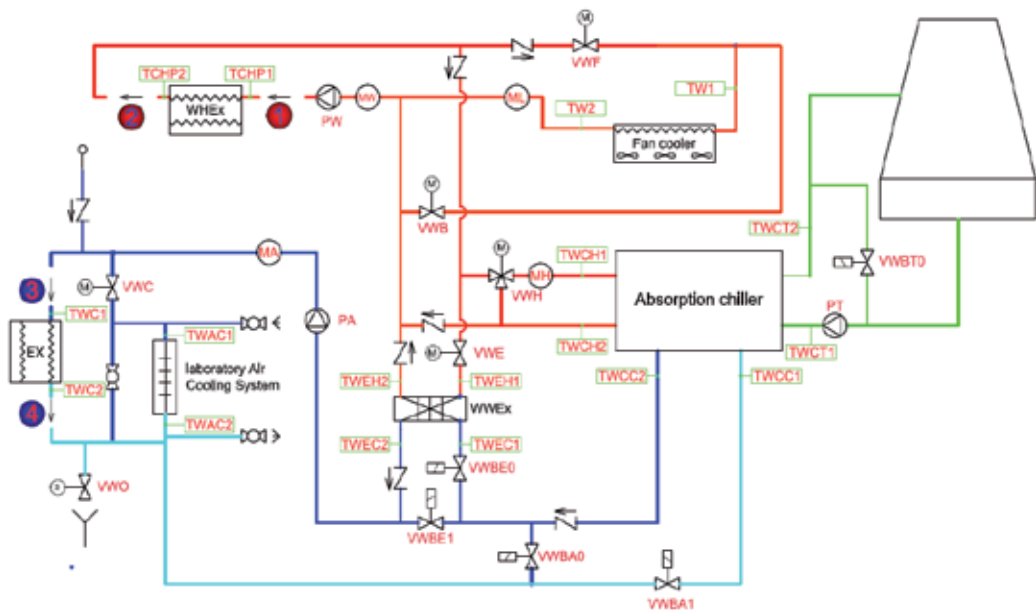 M
VWF
TCHP2
TCHP1
WHEx
2
1
PW
MW
ML
TW2
TW1
Fan cooler
M
VWB
TWCT2
M
MA
TWCH1
VWBT0
3
M
VWC
VWH
MH
Absorption chiller
PT
TWC1
PA
TWAC1
TWCH2
TWCT1
EX
laboratory Air
Cooling System
M
VWE
TWCC2
TWCC1
TWC2
TWEH2
TWEH1
4
WWEx
TWAC2
TWEC2
TWEC1
VWBE0
VWO
VWBE1
VWBA0
VWBA1